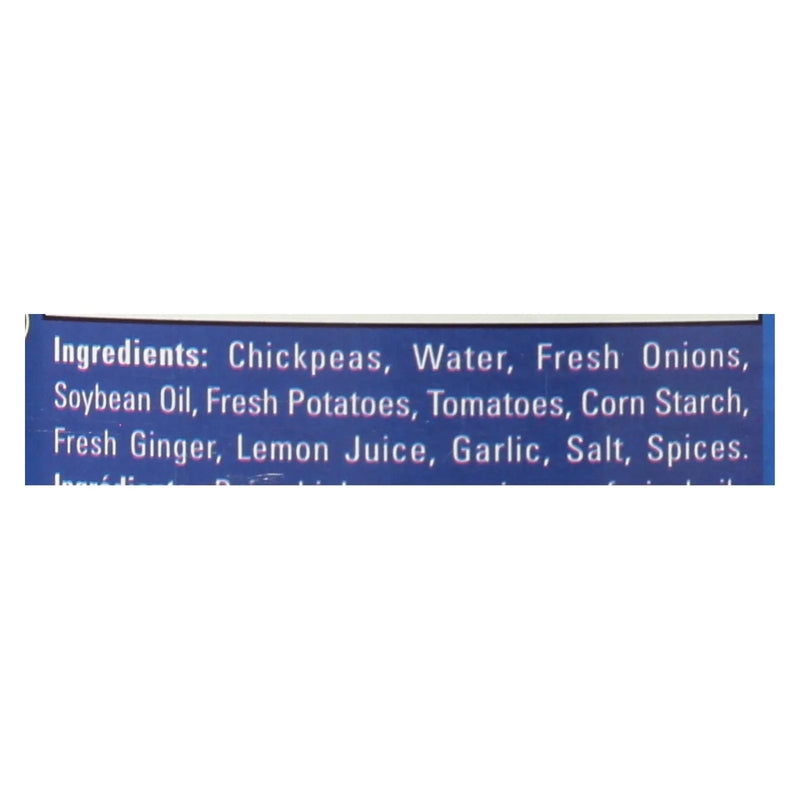 Ingredients: Chickpeas, Water, Fresh Onions,
Soybean Oil, Fresh Potatoes, Tomatoes, Corn Starch,
Fresh Ginger, Lemon Juice, Garlic, Salt, Spices.